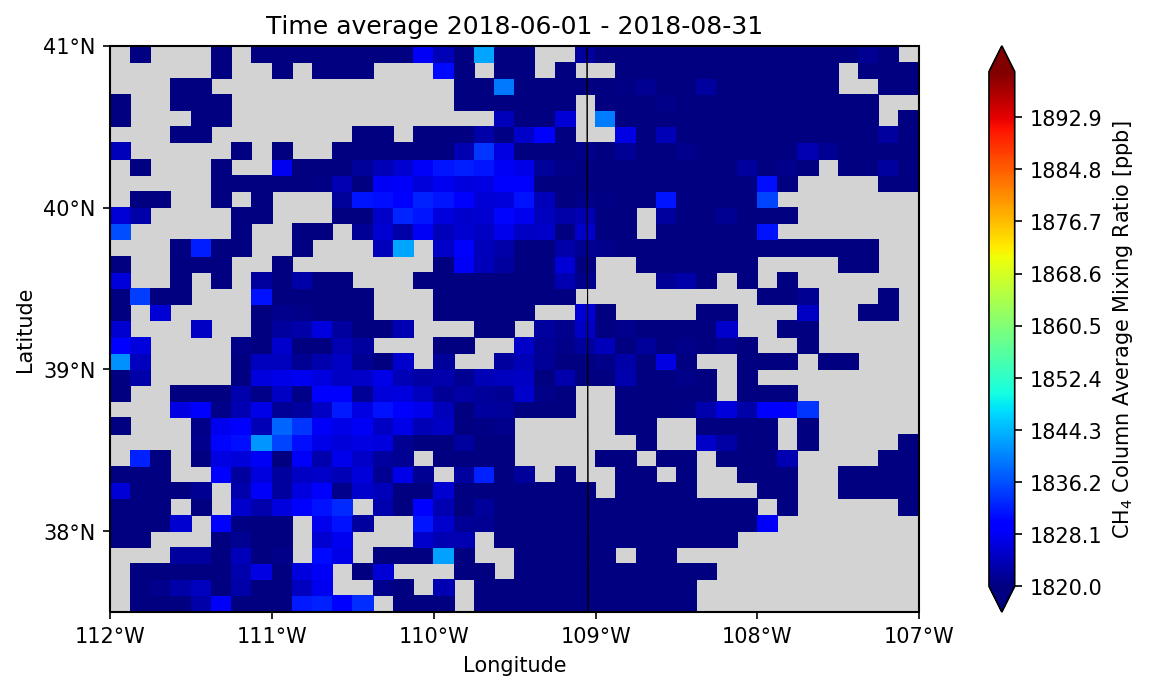 Time average 2018-06-01 - 2018-08-31
41°N
40°N
39°N
38°N
Latitude
112°W
111°W
110°W
109°W
108°W
107°W
Longitude
1892.9
1884.8
1876.7
1868.6
1860.5
1852.4
1844.3
1836.2
1828.1
1820.0
CH₄ Column Average Mixing Ratio [ppb]